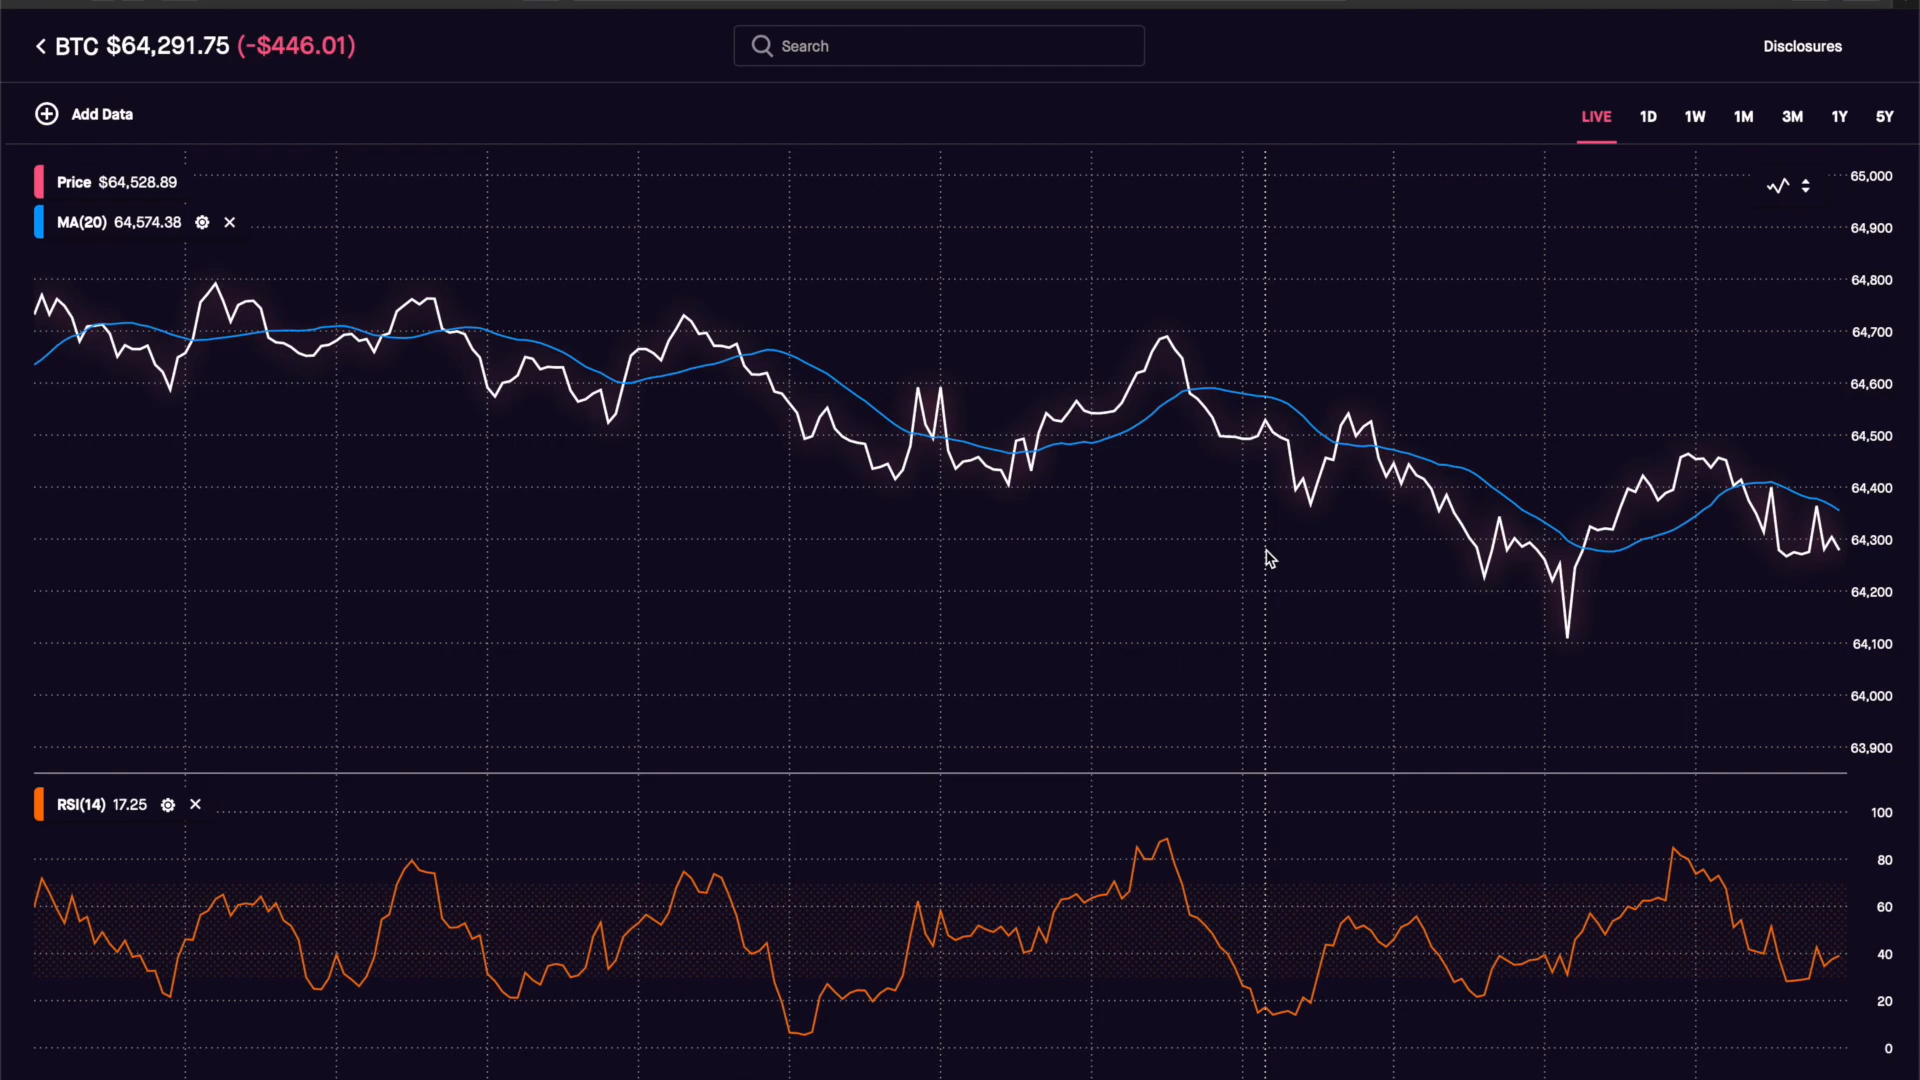 BTC $64,291.75 (-$446.01)
Search
Disclosures
Add Data
LIVE 1D 1W 1M 3M 1Y 5Y
Price $64,528.89
MA(20) 64,574.38
65,000
64,900
64,800
64,700
64,600
64,500
64,400
64,300
64,200
64,100
64,000
63,900
RSI(14) 17.25
100
80
60
40
20
0